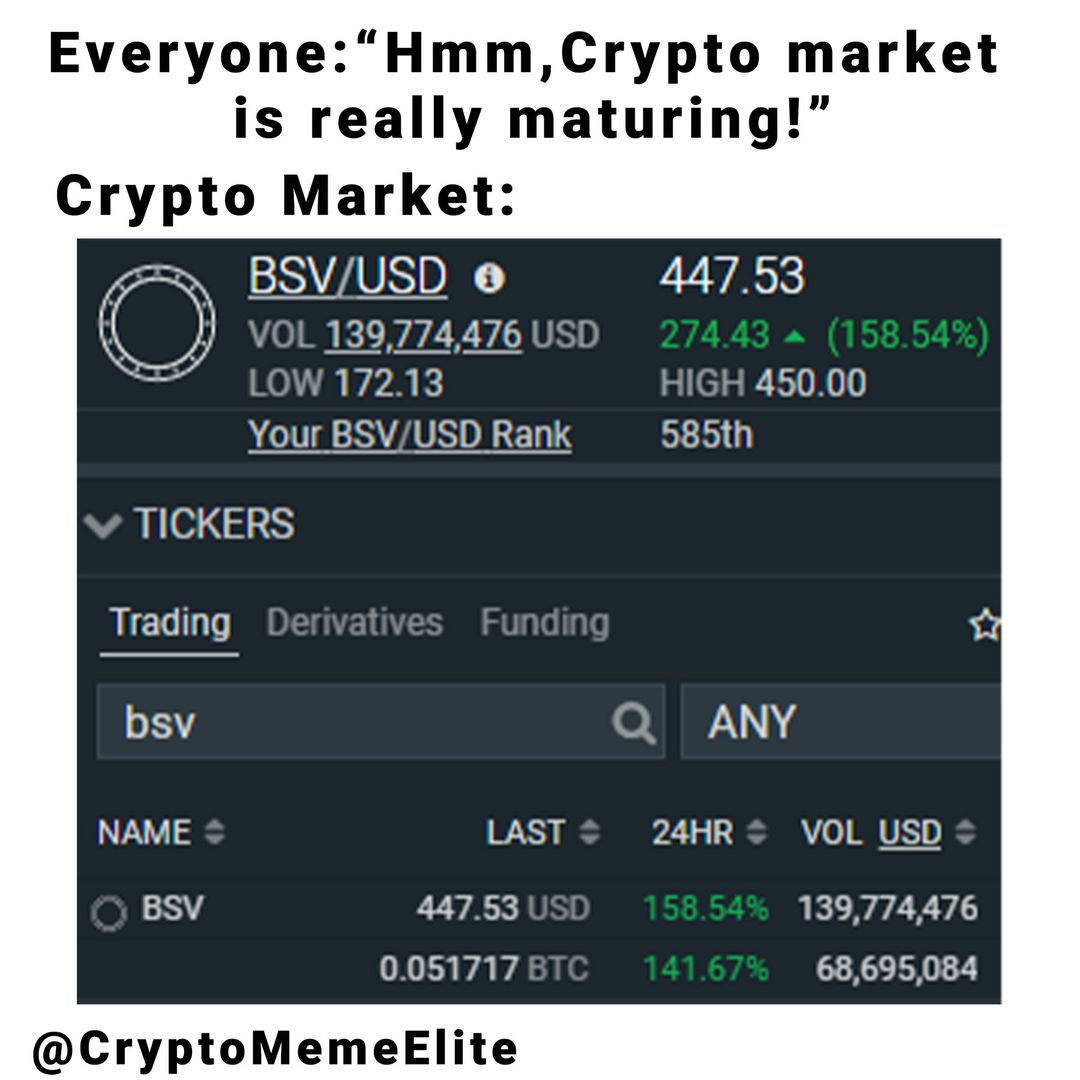 Everyone:“Hmm,Crypto market
is really maturing!”
Crypto Market:
BSV/USD i 447.53
VOL 139,774,476 USD 274.43 ▲ (158.54%)
LOW 172.13 HIGH 450.00
Your BSV/USD Rank 585th
TICKERS
Trading Derivatives Funding
bsv ANY
NAME LAST 24HR VOL USD
BSV 447.53 USD 158.54% 139,774,476
0.051717 BTC 141.67% 68,695,084
@CryptoMemeElite